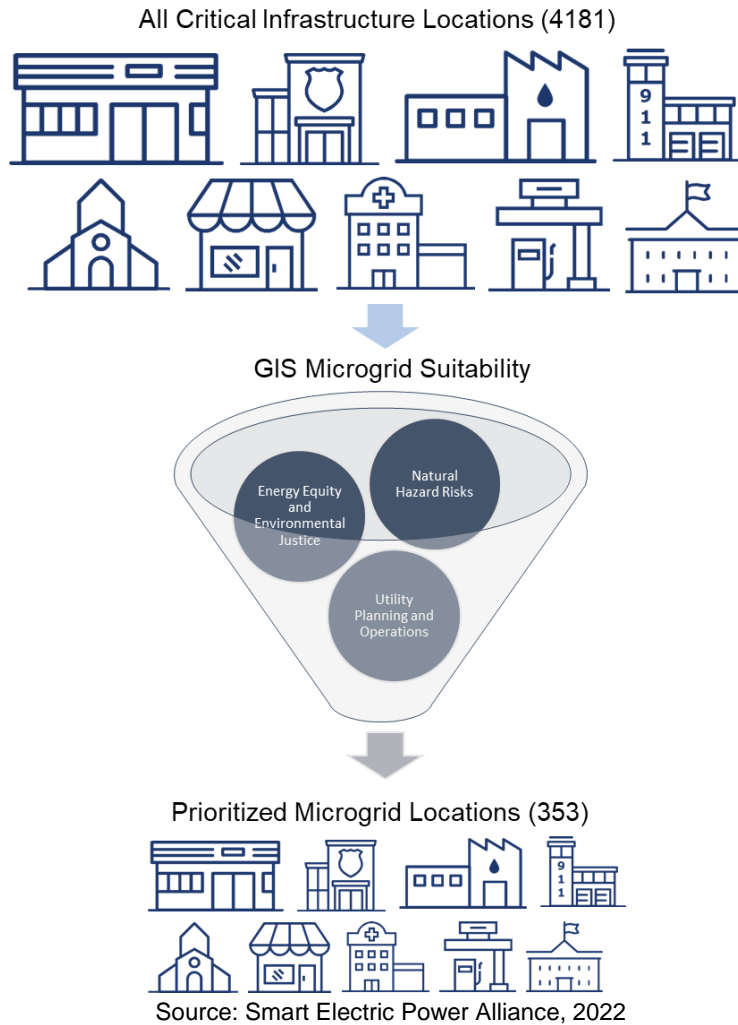 All Critical Infrastructure Locations (4181)
9
1
1
GIS Microgrid Suitability
Natural
Hazard Risks
Energy Equity
and
Environmental
Justice
Utility
Planning and
Operations
Prioritized Microgrid Locations (353)
9
1
1
Source: Smart Electric Power Alliance, 2022